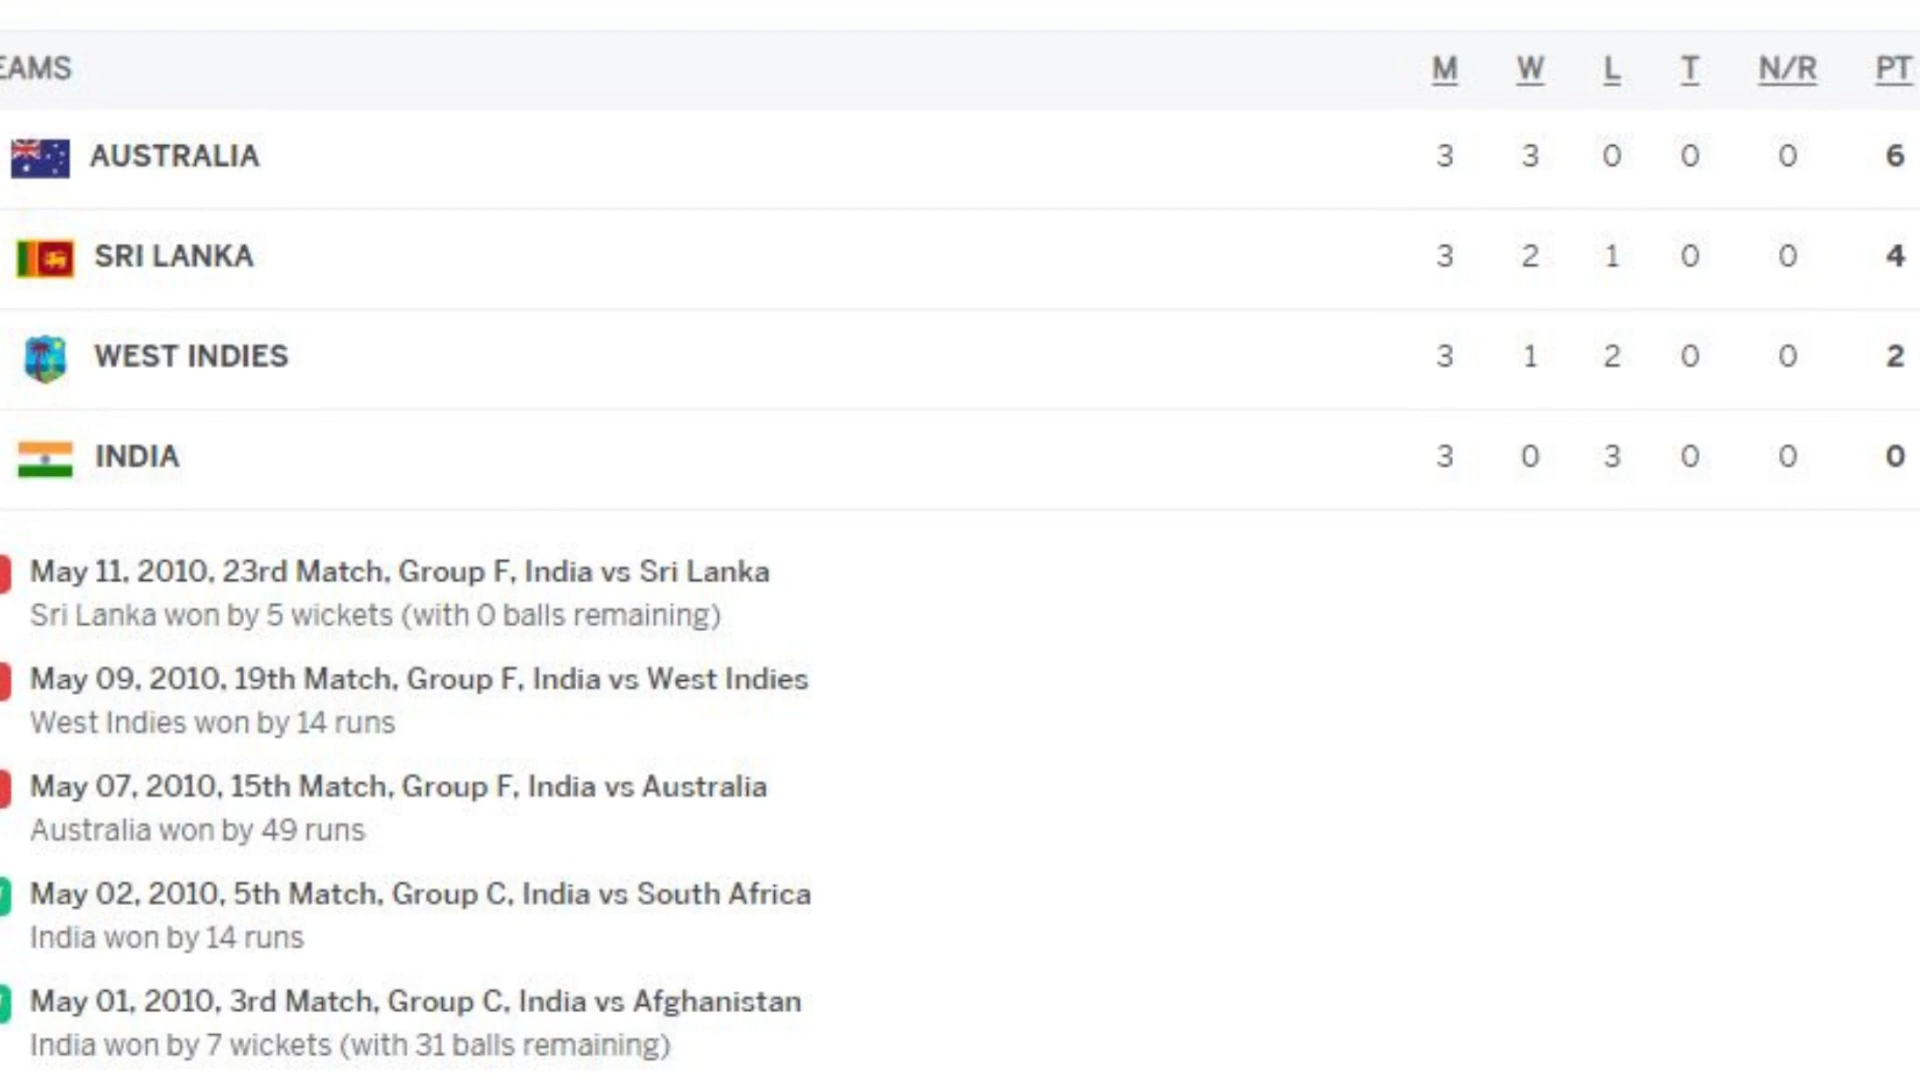 EAMS M W L T N/R PT
AUSTRALIA 3 3 0 0 0 6
SRI LANKA 3 2 1 0 0 4
WEST INDIES 3 1 2 0 0 2
INDIA 3 0 3 0 0 0
May 11, 2010, 23rd Match, Group F, India vs Sri Lanka
Sri Lanka won by 5 wickets (with 0 balls remaining)
May 09, 2010, 19th Match, Group F, India vs West Indies
West Indies won by 14 runs
May 07, 2010, 15th Match, Group F, India vs Australia
Australia won by 49 runs
May 02, 2010, 5th Match, Group C, India vs South Africa
India won by 14 runs
May 01, 2010, 3rd Match, Group C, India vs Afghanistan
India won by 7 wickets (with 31 balls remaining)